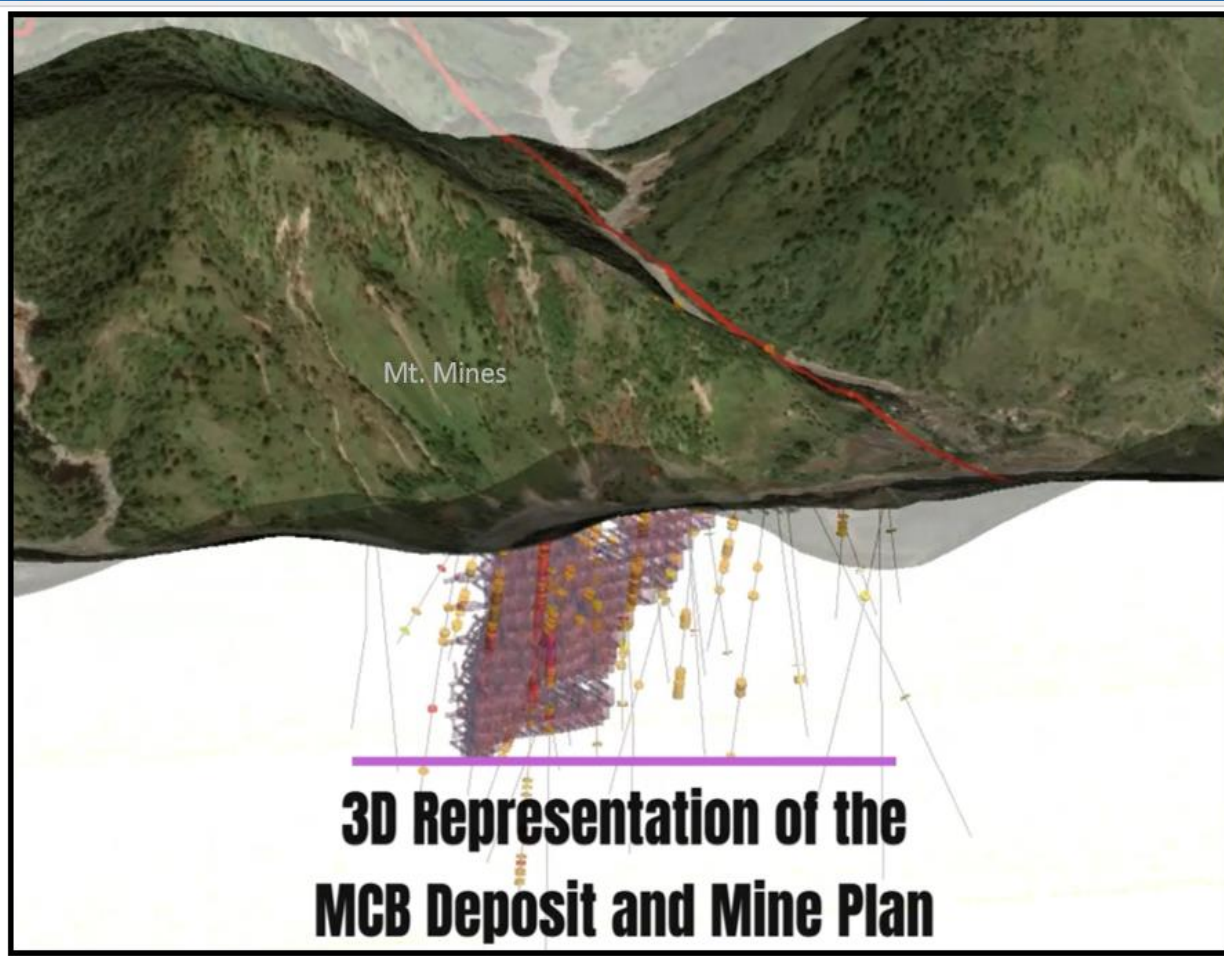 Mt. Mines
3D Representation of the
MCB Deposit and Mine Plan